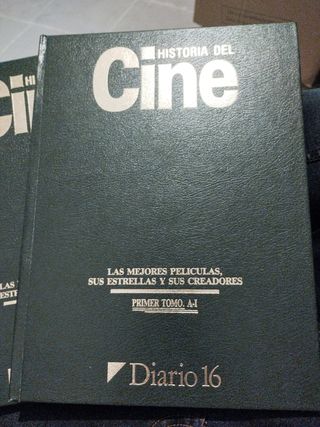 HISTORIA DEL
Cine
LAS MEJORES PELICULAS,
SUS ESTRELLAS Y SUS CREADORES
PRIMER TOMO. A-I
Diario 16